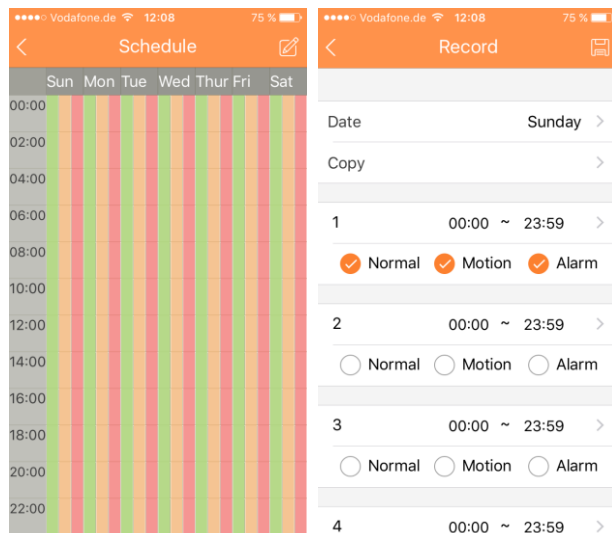 Vodafone.de 12:08 75 %
Schedule
Sun Mon Tue Wed Thur Fri Sat
00:00
02:00
04:00
06:00
08:00
10:00
12:00
14:00
16:00
18:00
20:00
22:00
Vodafone.de 12:08 75 %
Record
Date Sunday
Copy
1 00:00 ~ 23:59
Normal Motion Alarm
2 00:00 ~ 23:59
Normal Motion Alarm
3 00:00 ~ 23:59
Normal Motion Alarm
4 00:00 ~ 23:59